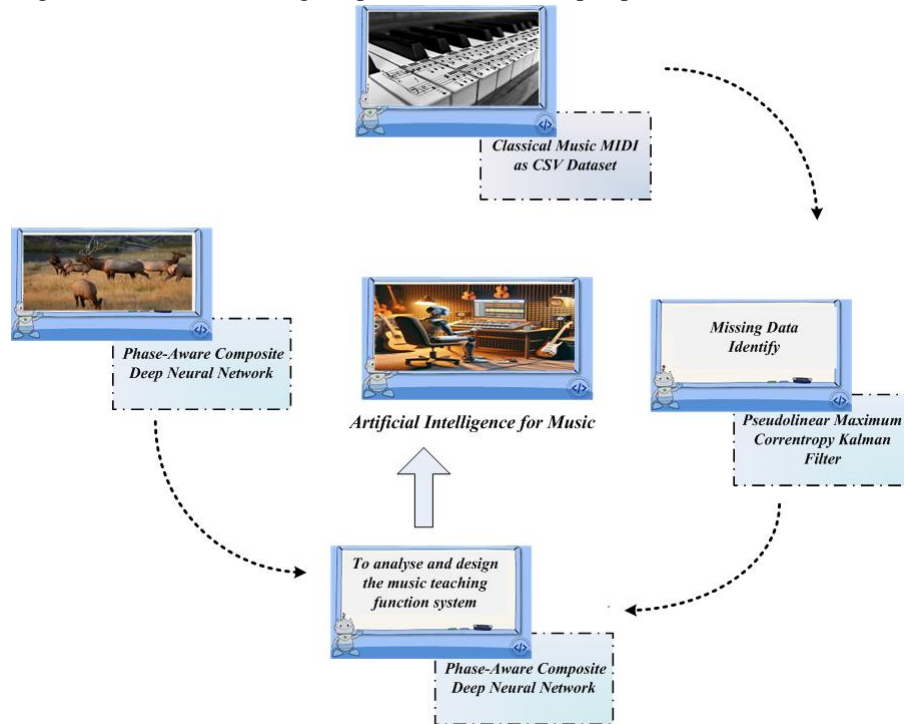 Classical Music MIDI
as CSV Dataset
Phase-Aware Composite
Deep Neural Network
Artificial Intelligence for Music
Missing Data
Identify
Pseudolinear Maximum
Correntropy Kalman
Filter
To analyse and design
the music teaching
function system
Phase-Aware Composite
Deep Neural Network